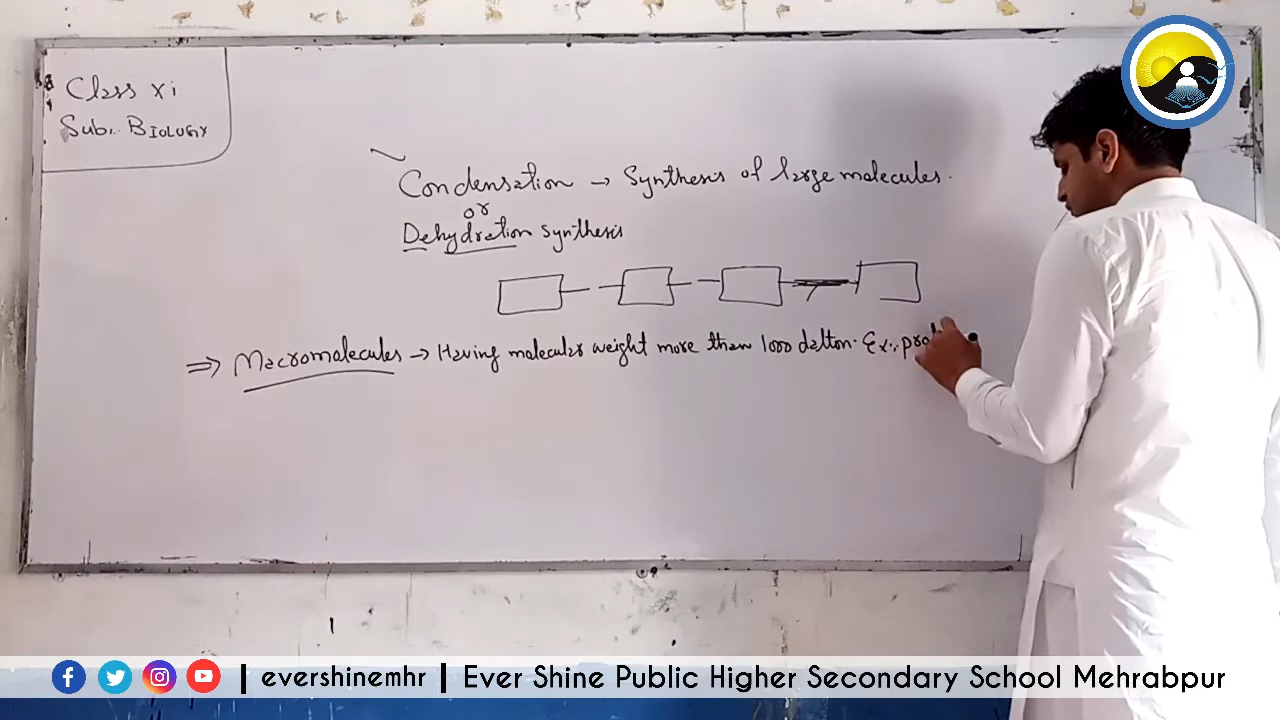 Class xi
Sub:. BIOLOGY
Condensation → Synthesis of large molecules.
or
Dehydration synthesis
⇒ Macromolecules → Having molecular weight more than 1000 dalton. Ex:. prot
| evershinemhr | Ever Shine Public Higher Secondary School Mehrabpur